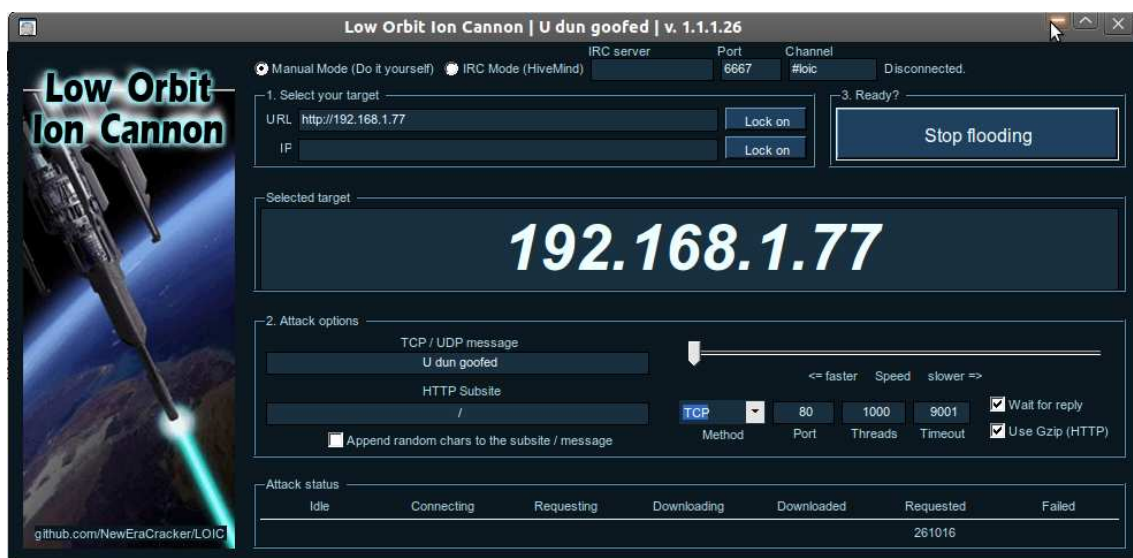 Low Orbit Ion Cannon | U dun goofed | v. 1.1.1.26
Low Orbit
Ion Cannon
IRC server Port Channel
Manual Mode (Do it yourself) IRC Mode (HiveMind) 6667 #loic Disconnected.
1. Select your target
URL http://192.168.1.77 Lock on
IP Lock on
3. Ready?
Stop flooding
Selected target
192.168.1.77
2. Attack options
TCP / UDP message
U dun goofed
HTTP Subsite
/
Append random chars to the subsite / message
<= faster Speed slower =>
TCP 80 1000 9001 Wait for reply
Method Port Threads Timeout Use Gzip (HTTP)
Attack status
Idle Connecting Requesting Downloading Downloaded Requested Failed
261016
github.com/NewEraCracker/LOIC